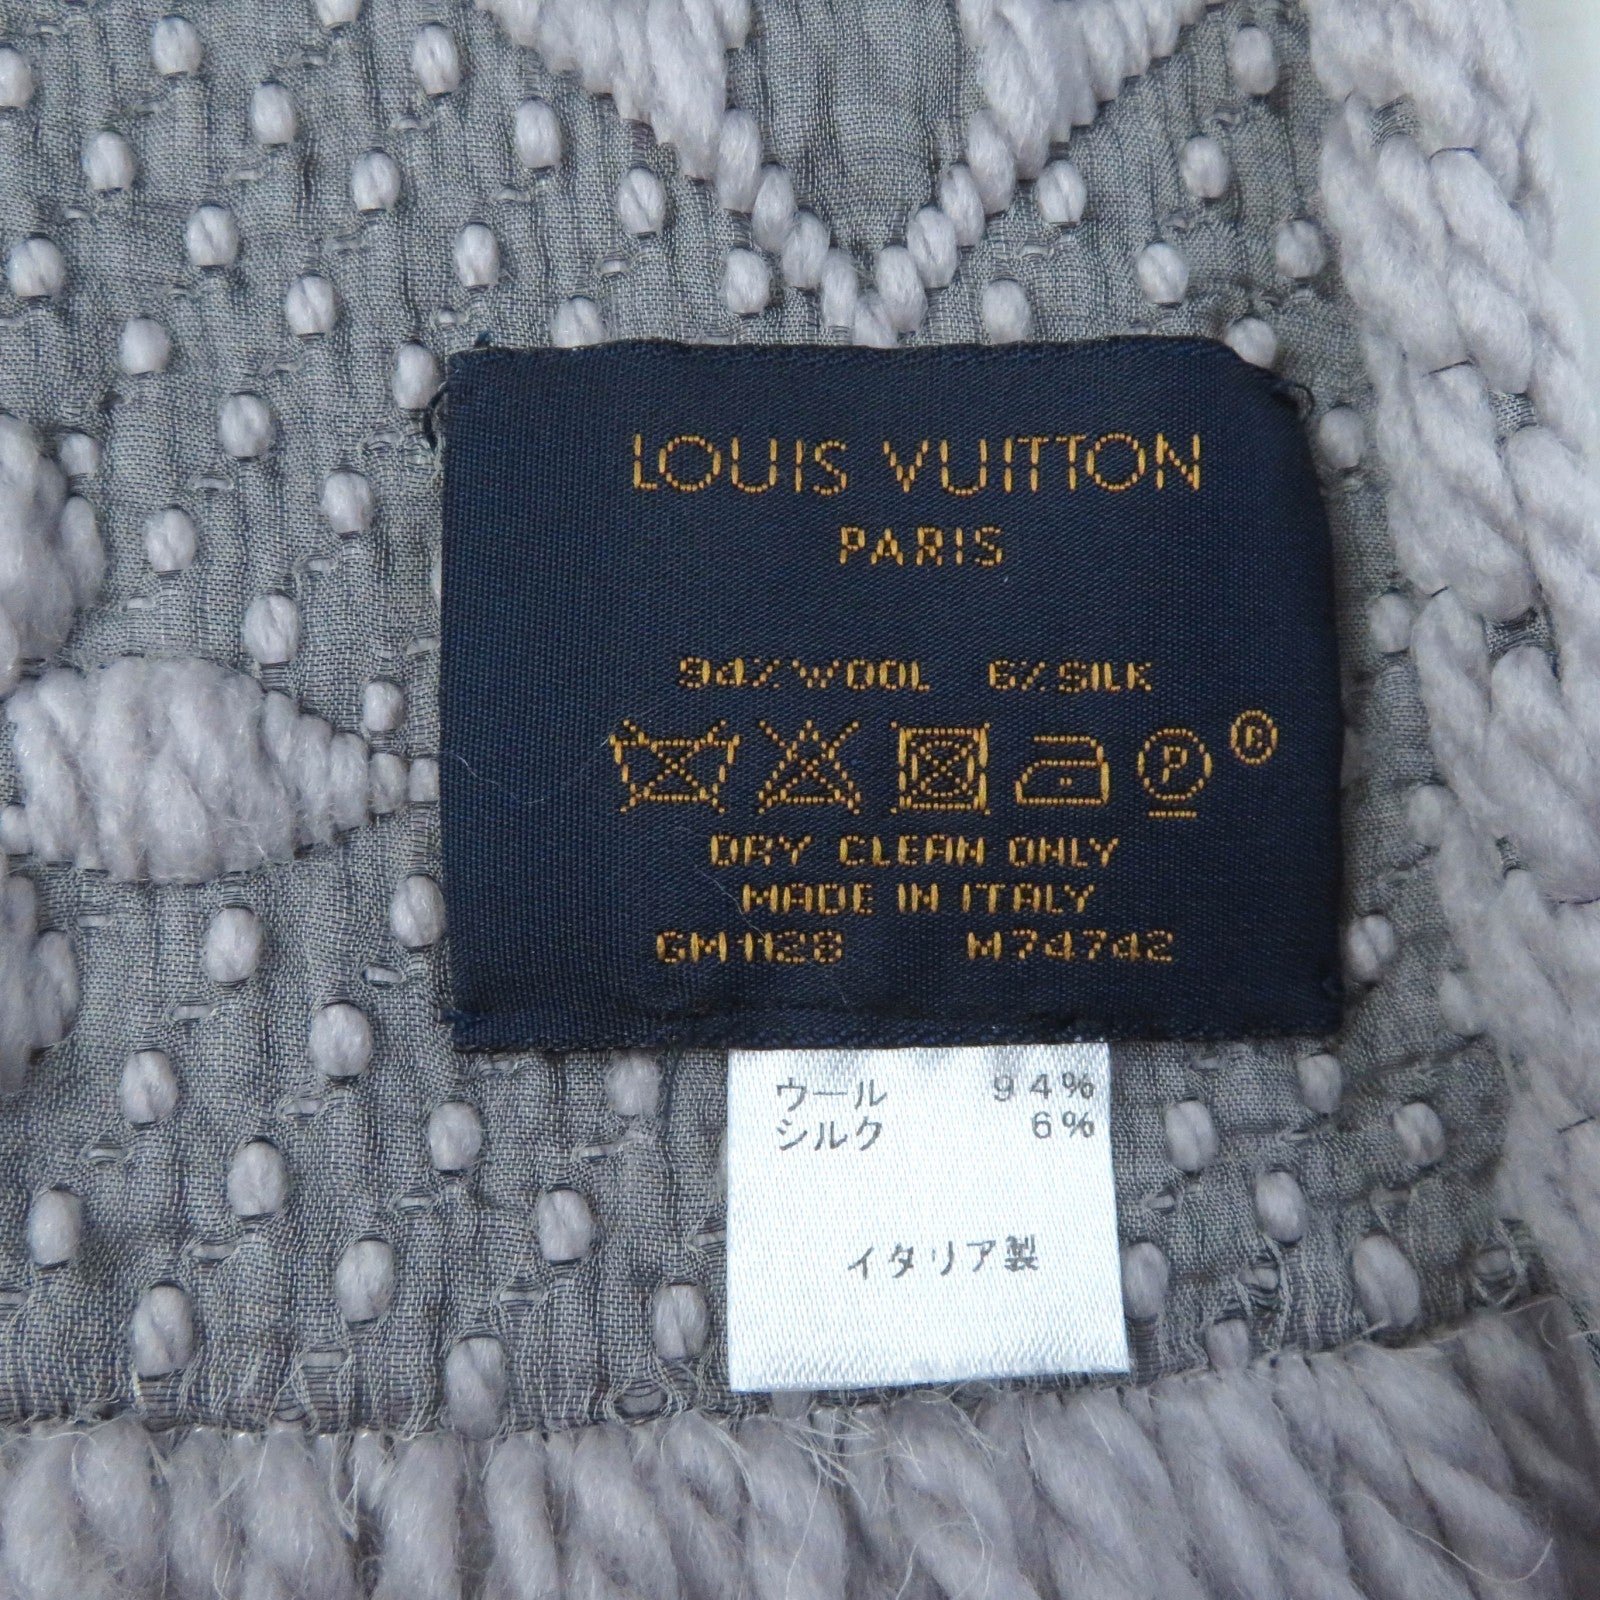 LOUIS VUITTON
PARIS
94% WOOL 6% SILK
P ®
DRY CLEAN ONLY
MADE IN ITALY
GM1128 M74742
ウール 94%
シルク 6%
イタリア製